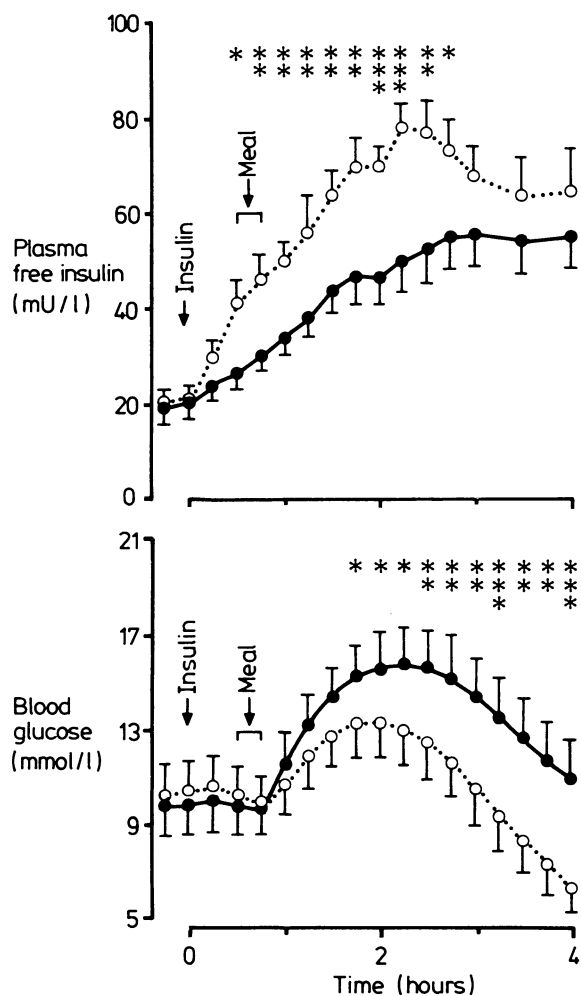 100
* * * * * * * * * *
* * * * * * * *
* *
80
Meal
60
Insulin
Plasma
free insulin
(mU/l)
40
20
0
21
* * * * * * * * * *
* * * * * * *
* *
17
Insulin
Meal
Blood
glucose
(mmol/l)
13
9
5
0 2 4
Time (hours)